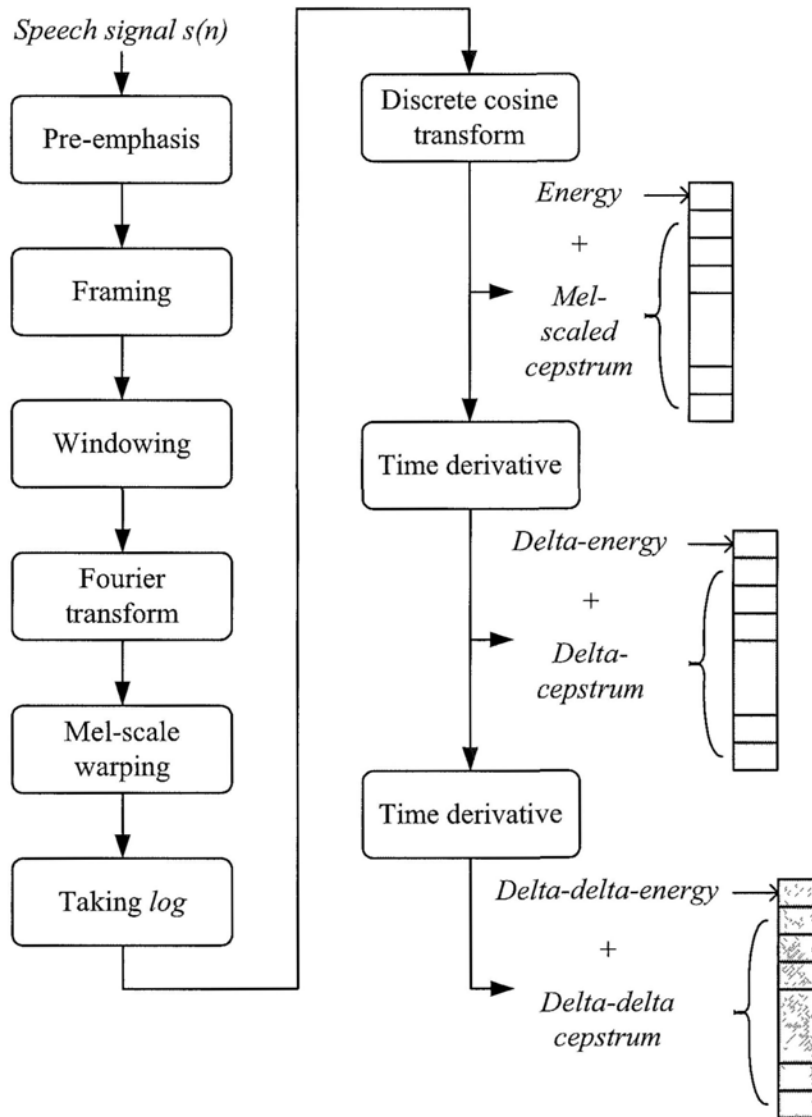 Speech signal s(n)
Pre-emphasis
Framing
Windowing
Fourier
transform
Mel-scale
warping
Taking log
Discrete cosine
transform
Energy
+
Mel-
scaled
cepstrum
Time derivative
Delta-energy
+
Delta-
cepstrum
Time derivative
Delta-delta-energy
+
Delta-delta
cepstrum